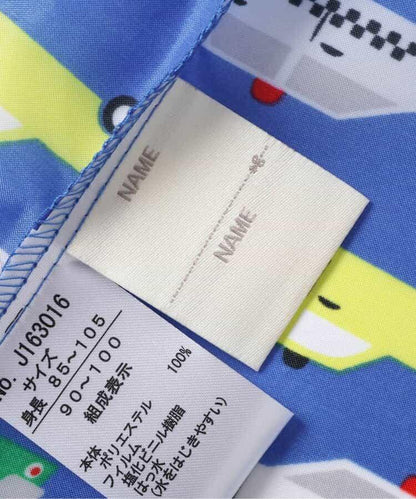 NAME
NAME
No. J163016
サイズ
身長 85~105
90~100
組成表示
本体
ポリエステル 100%
フィルム
塩化ビニール樹脂
はっ水
(水をはじきやすい)